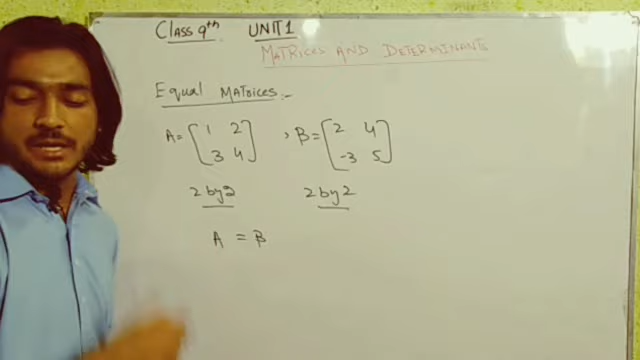 CLASS 9th UNIT 1
MATRICES AND DETERMINANTS
Equal MATRICES:-
A = [1 2 , B = [2 4
3 4] -3 5]
2 by 2 2 by 2
A = B